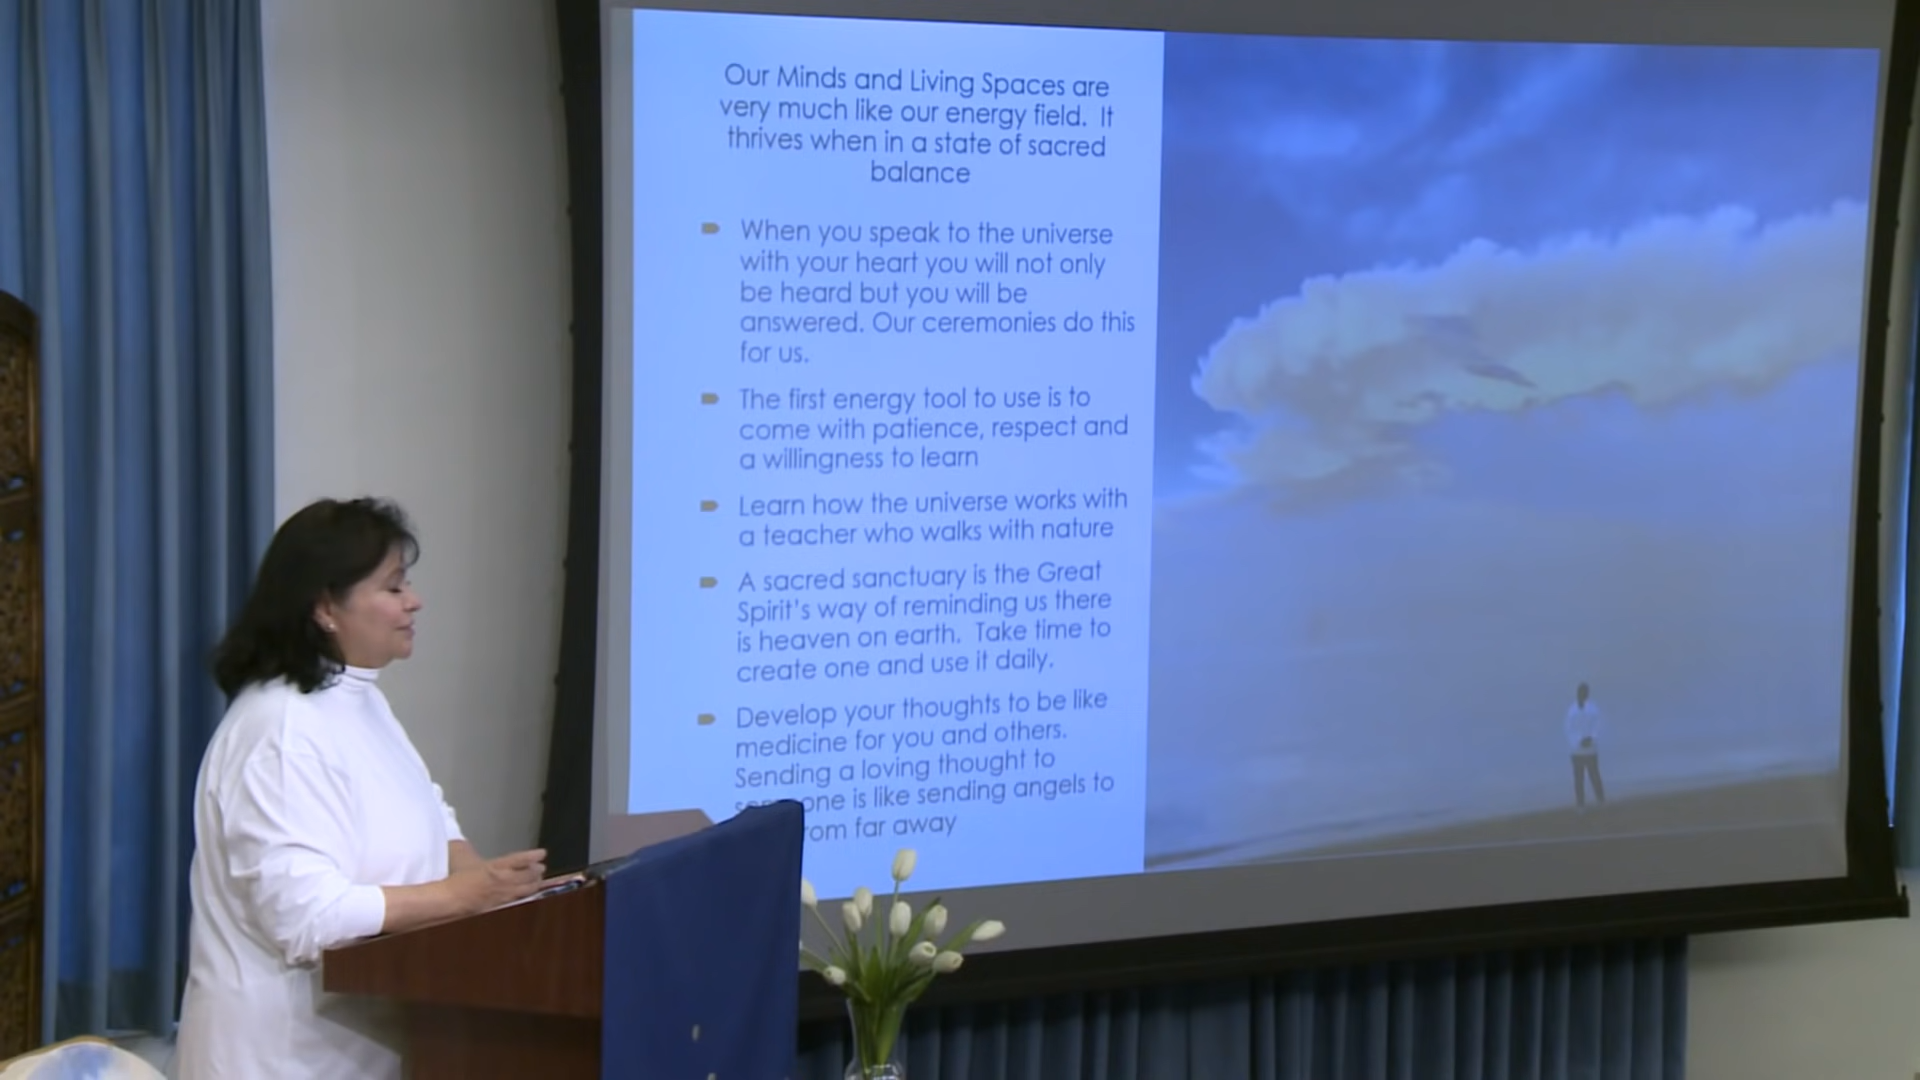 Our Minds and Living Spaces are
very much like our energy field. It
thrives when in a state of sacred
balance
When you speak to the universe
with your heart you will not only
be heard but you will be
answered. Our ceremonies do this
for us.
The first energy tool to use is to
come with patience, respect and
a willingness to learn
Learn how the universe works with
a teacher who walks with nature
A sacred sanctuary is the Great
Spirit's way of reminding us there
is heaven on earth. Take time to
create one and use it daily.
Develop your thoughts to be like
medicine for you and others.
Sending a loving thought to
is like sending angels to
far away